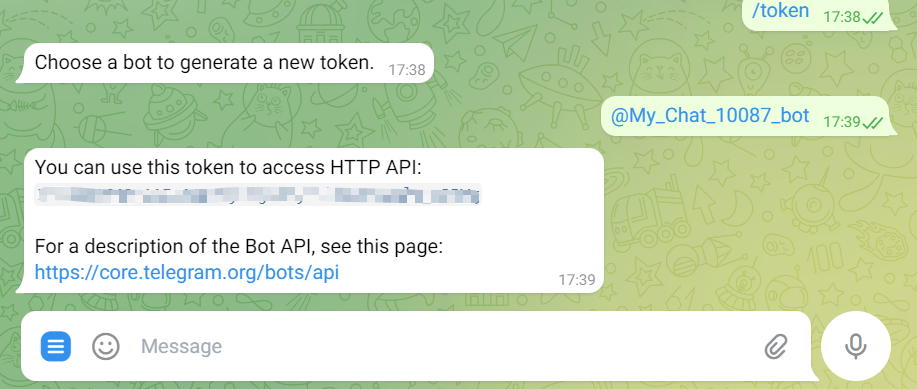 /token 17:38
Choose a bot to generate a new token. 17:38
@My_Chat_10087_bot 17:39
You can use this token to access HTTP API:
For a description of the Bot API, see this page:
https://core.telegram.org/bots/api 17:39
Message